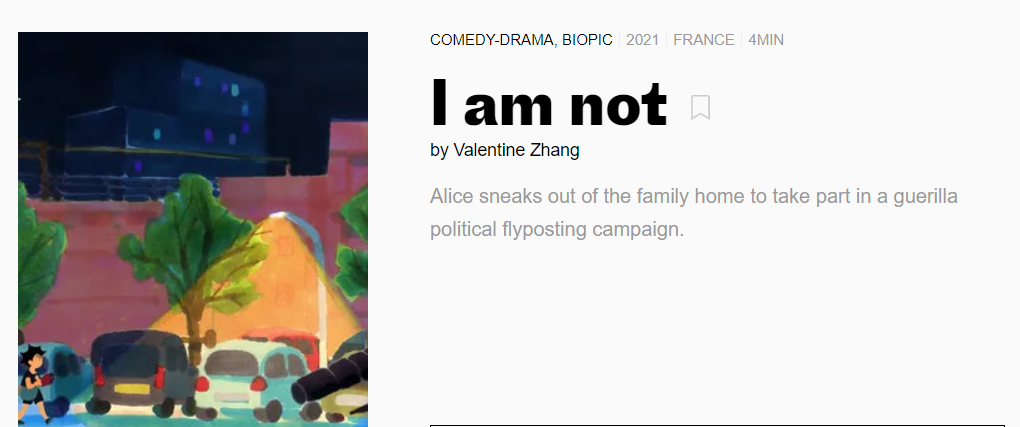 COMEDY-DRAMA, BIOPIC 2021 FRANCE 4MIN
I am not
by Valentine Zhang
Alice sneaks out of the family home to take part in a guerilla
political flyposting campaign.